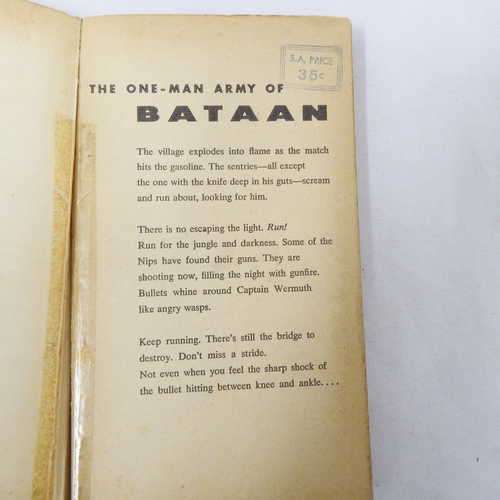 S.A. PRICE
35c
THE ONE-MAN ARMY OF
BATAAN
The village explodes into flame as the match
hits the gasoline. The sentries—all except
the one with the knife deep in his guts—scream
and run about, looking for him.
There is no escaping the light. Run!
Run for the jungle and darkness. Some of the
Nips have found their guns. They are
shooting now, filling the night with gunfire.
Bullets whine around Captain Wermuth
like angry wasps.
Keep running. There's still the bridge to
destroy. Don't miss a stride.
Not even when you feel the sharp shock of
the bullet hitting between knee and ankle....